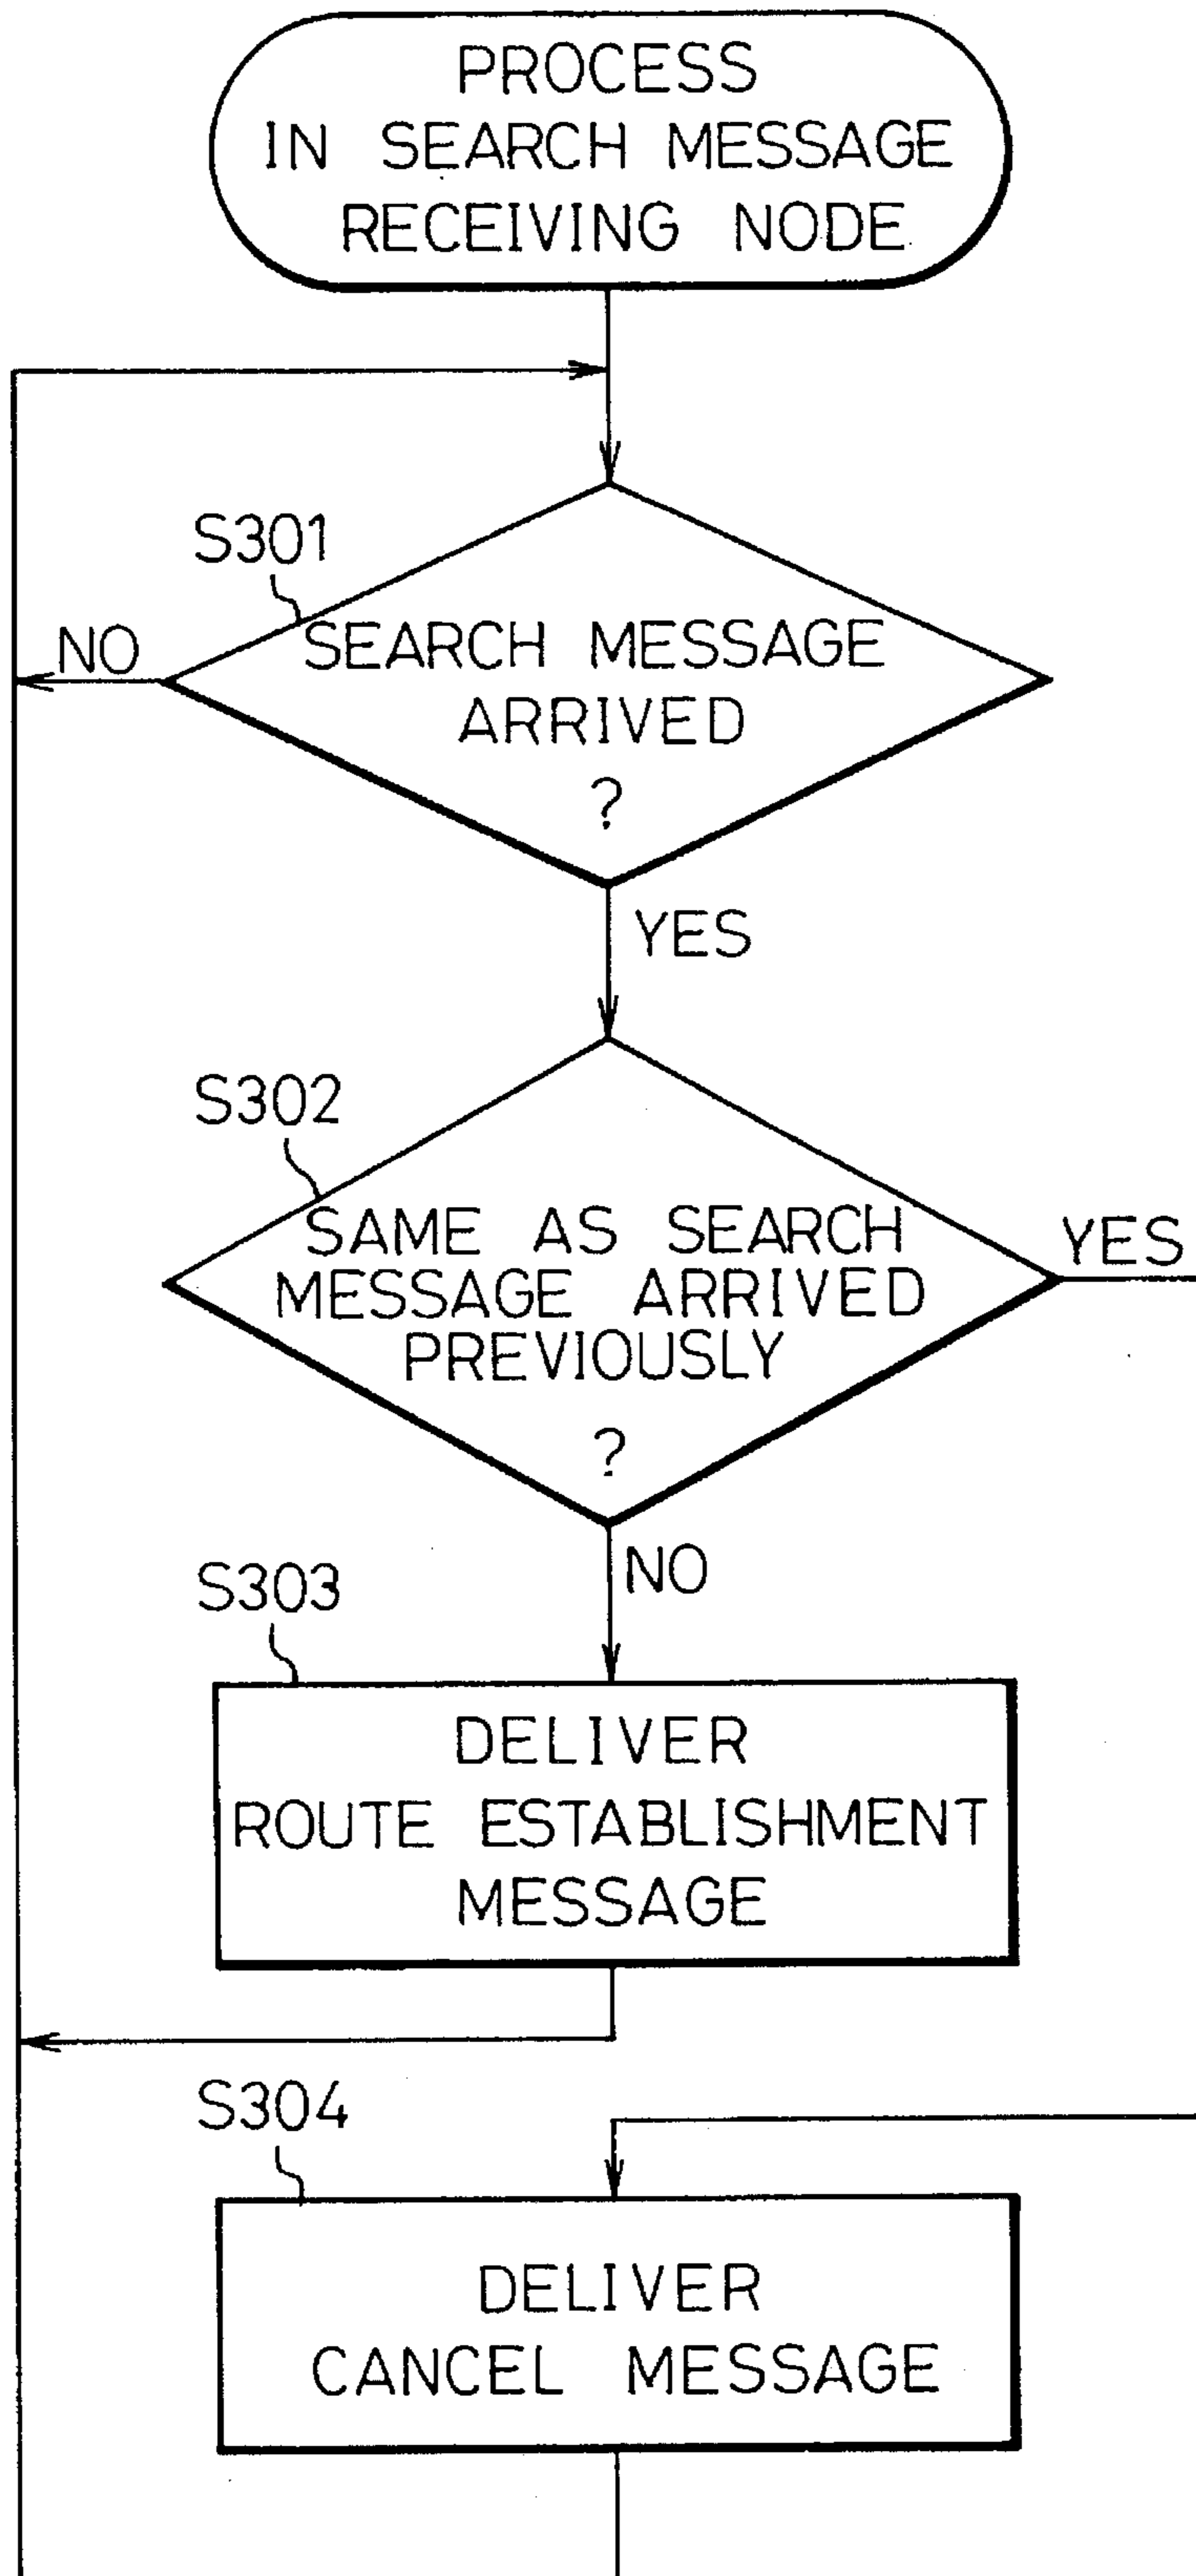 PROCESS
IN SEARCH MESSAGE
RECEIVING NODE
S301
NO
SEARCH MESSAGE
ARRIVED
?
YES
S302
SAME AS SEARCH
MESSAGE ARRIVED
PREVIOUSLY
?
YES
NO
S303
DELIVER
ROUTE ESTABLISHMENT
MESSAGE
S304
DELIVER
CANCEL MESSAGE